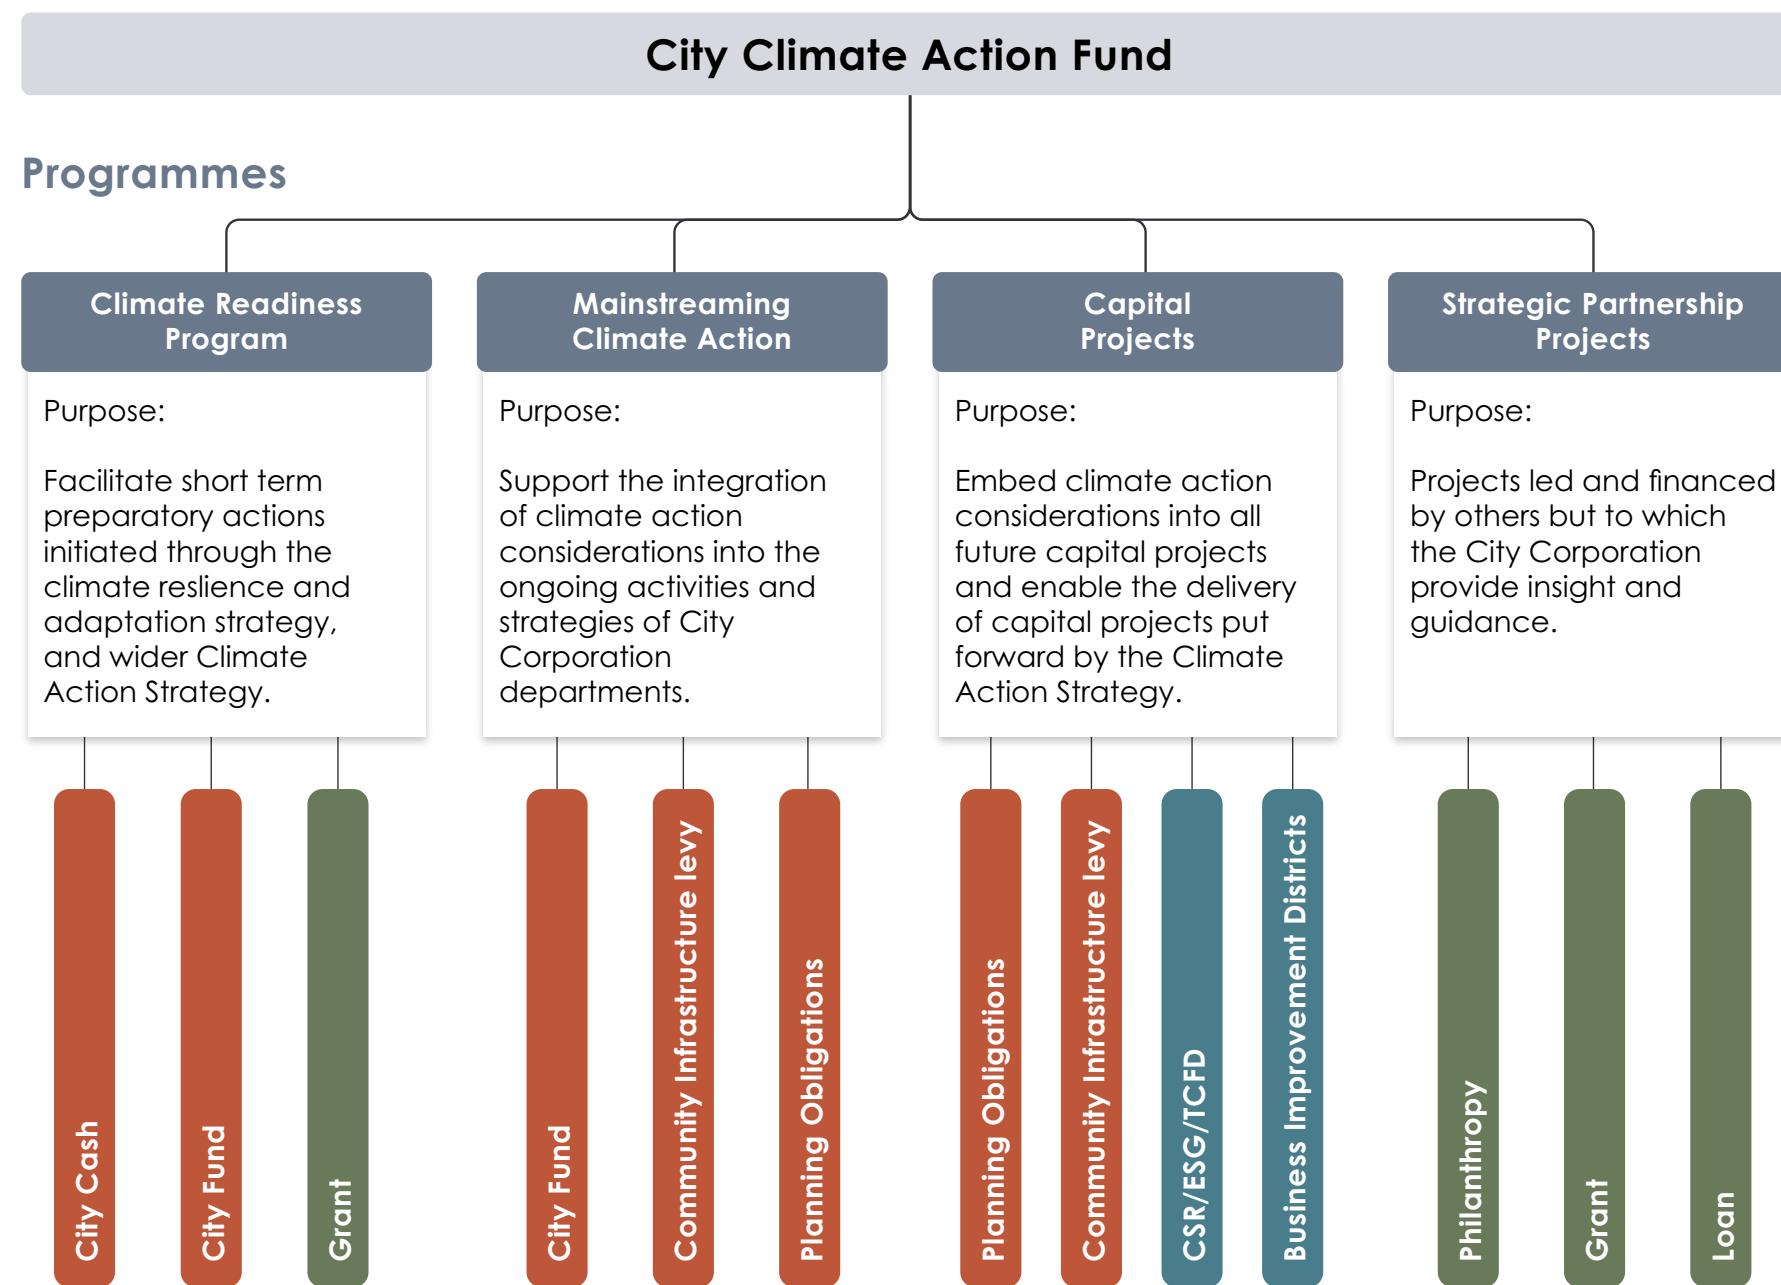 City Climate Action Fund
Programmes
Climate Readiness
Program
Purpose:
Facilitate short term
preparatory actions
initiated through the
climate reslience and
adaptation strategy,
and wider Climate
Action Strategy.
City Cash
City Fund
Grant
Mainstreaming
Climate Action
Purpose:
Support the integration
of climate action
considerations into the
ongoing activities and
strategies of City
Corporation
departments.
City Fund
Community Infrastructure levy
Planning Obligations
Capital
Projects
Purpose:
Embed climate action
considerations into all
future capital projects
and enable the delivery
of capital projects put
forward by the Climate
Action Strategy.
Planning Obligations
Community Infrastructure levy
CSR/ESG/TCFD
Business Improvement Districts
Strategic Partnership
Projects
Purpose:
Projects led and financed
by others but to which
the City Corporation
provide insight and
guidance.
Philanthropy
Grant
Loan